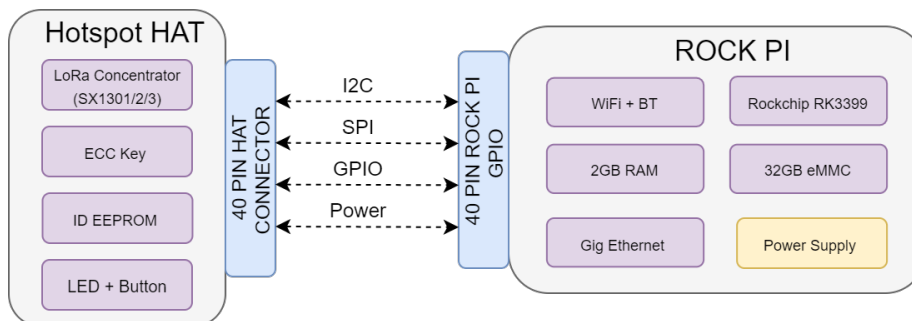 Hotspot HAT
LoRa Concentrator
(SX1301/2/3)
ECC Key
ID EEPROM
LED + Button
40 PIN HAT
CONNECTOR
I2C
SPI
GPIO
Power
40 PIN ROCK PI
GPIO
ROCK PI
WiFi + BT
Rockchip RK3399
2GB RAM
32GB eMMC
Gig Ethernet
Power Supply